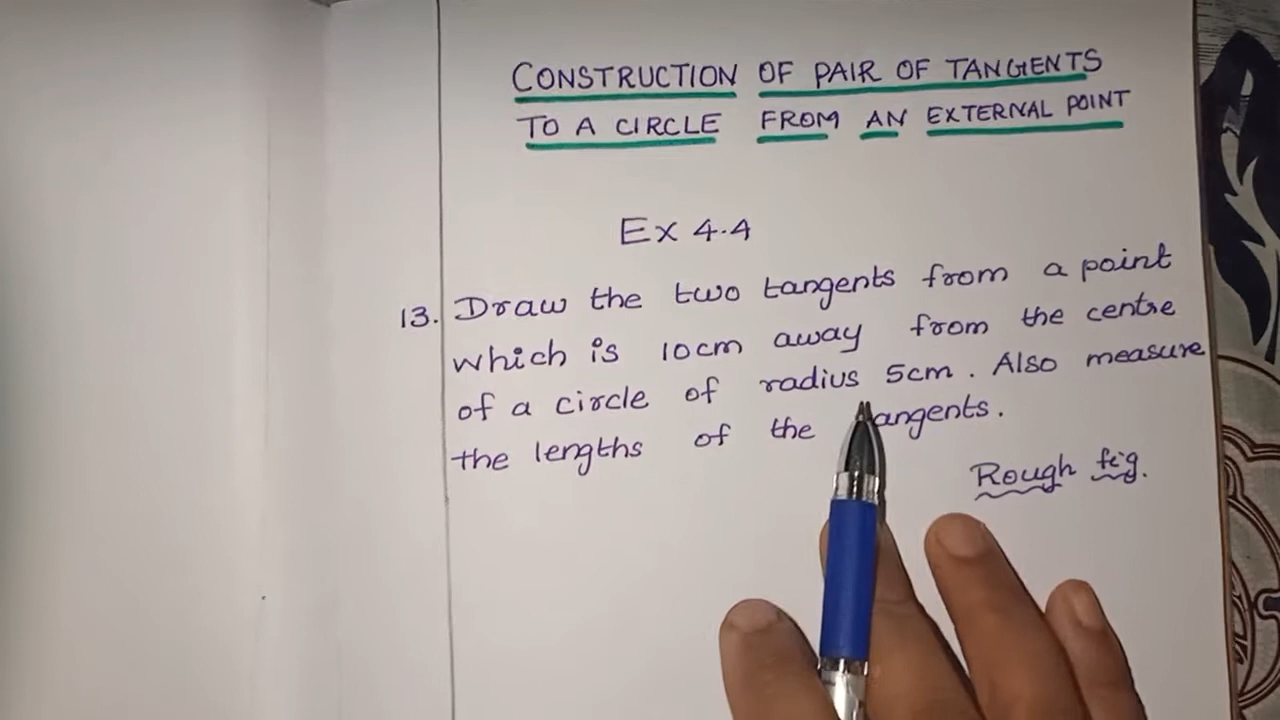 CONSTRUCTION OF PAIR OF TANGENTS
TO A CIRCLE FROM AN EXTERNAL POINT
Ex 4.4
13. Draw the two tangents from a point
which is 10cm away from the centre
of a circle of radius 5cm. Also measure
the lengths of the tangents.
Rough fig.